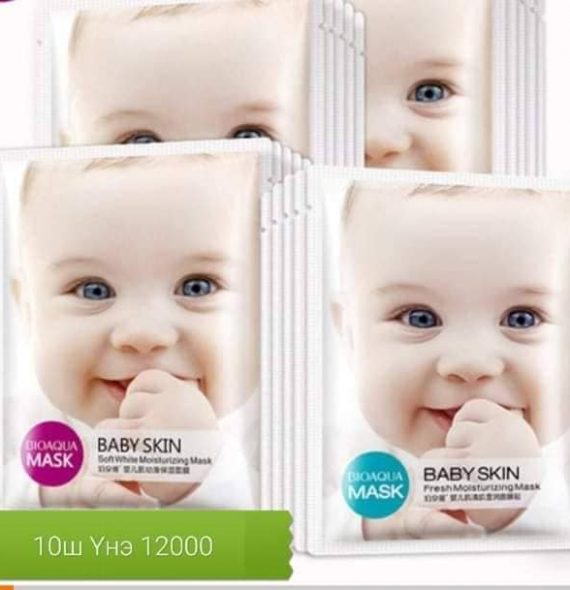 BIOAQUA
MASK
BABY SKIN
Soft White Moisturizing Mask
BIOAQUA
MASK
BABY SKIN
Fresh Moisturizing Mask
10ш Үнэ 12000